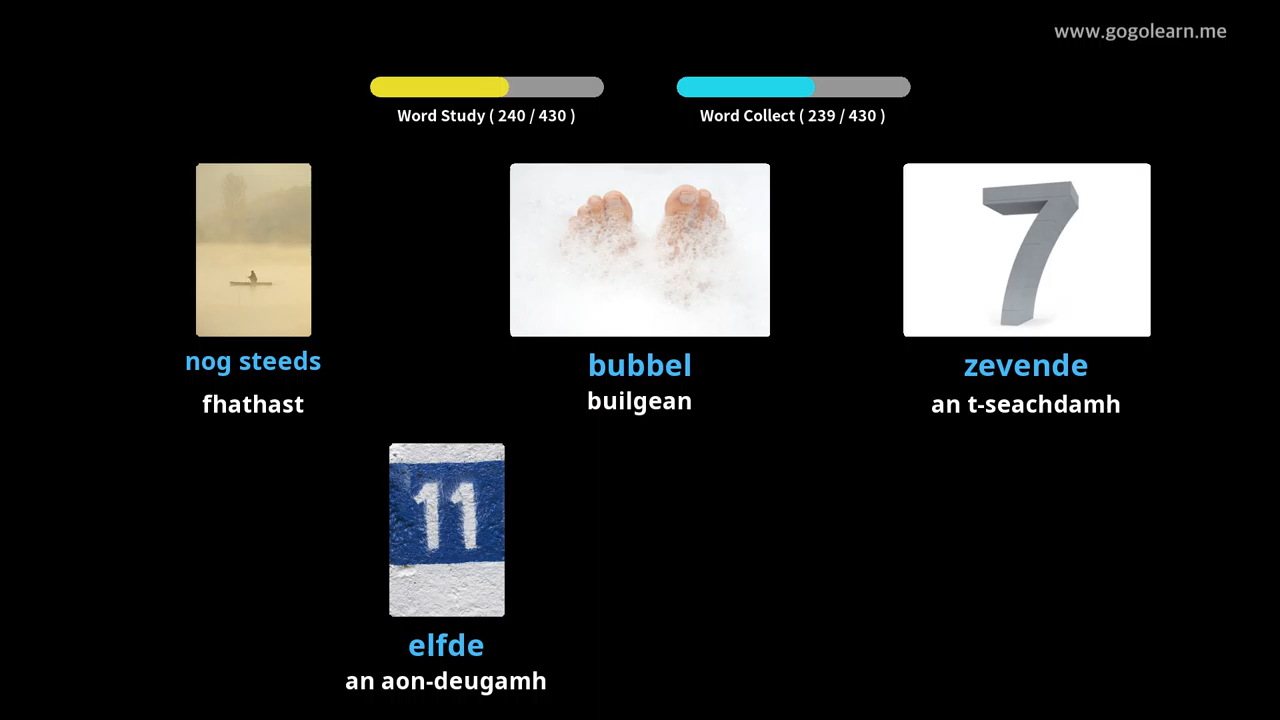 www.gogolearn.me
Word Study ( 240 / 430 )
Word Collect ( 239 / 430 )
7
nog steeds
fhathast
bubbel
builgean
zevende
an t-seachdamh
11
elfde
an aon-deugamh